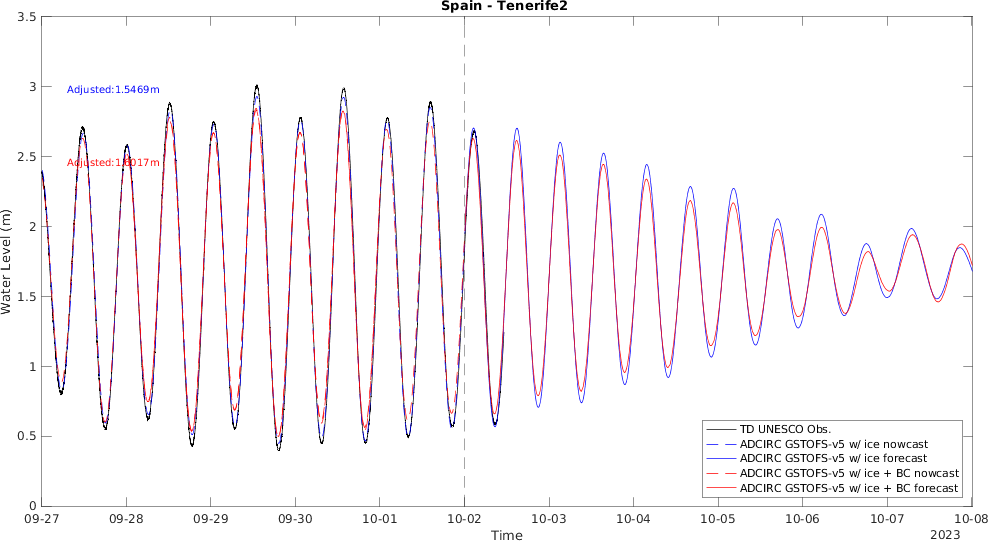 Spain - Tenerife2
3.5
3
2.5
2
1.5
1
0.5
0
Water Level (m)
Adjusted:1.5469m
Adjusted:1.6017m
TD UNESCO Obs.
ADCIRC GSTOFS-v5 w/ ice nowcast
ADCIRC GSTOFS-v5 w/ ice forecast
ADCIRC GSTOFS-v5 w/ ice + BC nowcast
ADCIRC GSTOFS-v5 w/ ice + BC forecast
09-27 09-28 09-29 09-30 10-01 10-02 10-03 10-04 10-05 10-06 10-07 10-08
Time
2023